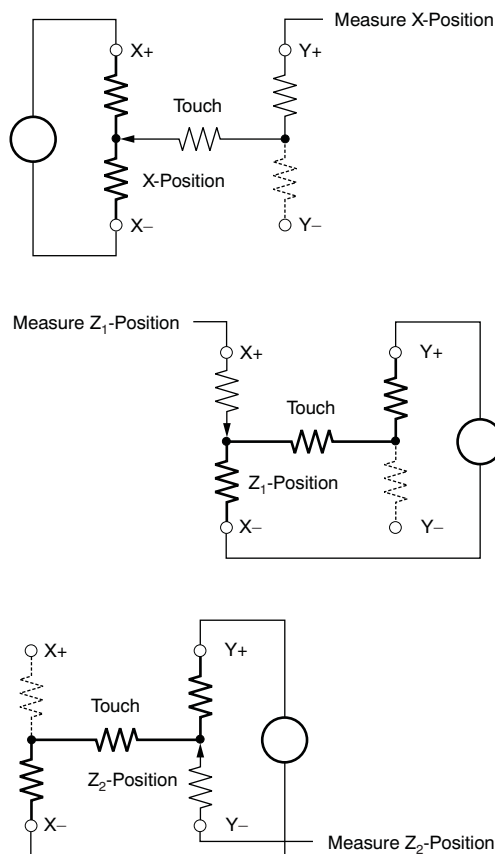 Measure X-Position
X+
Y+
Touch
X-Position
X–
Y–
Measure Z₁-Position
X+
Y+
Touch
Z₁-Position
X–
Y–
X+
Y+
Touch
Z₂-Position
X–
Y–
Measure Z₂-Position